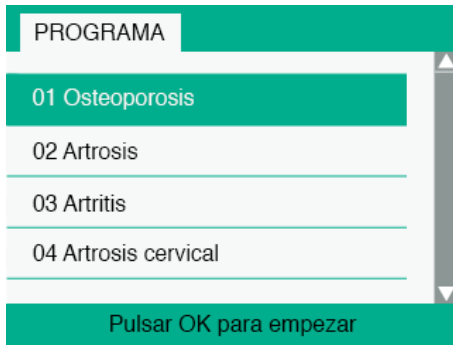 PROGRAMA
01 Osteoporosis
02 Artrosis
03 Artritis
04 Artrosis cervical
Pulsar OK para empezar